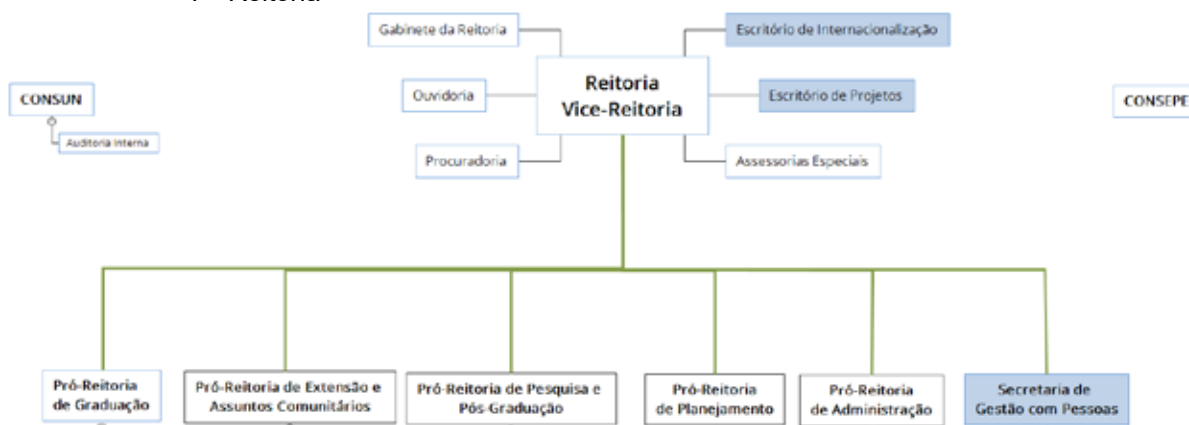 Gabinete da Reitoria
Escritório de Internacionalização
Reitoria
Vice-Reitoria
CONSUN
Ouvidoria
Escritório de Projetos
CONSEPE
Auditoria Interna
Procuradoria
Assessorias Especiais
Pró-Reitoria
de Graduação
Pró-Reitoria de Extensão e
Assuntos Comunitários
Pró-Reitoria de Pesquisa e
Pós-Graduação
Pró-Reitoria
de Planejamento
Pró-Reitoria
de Administração
Secretaria de
Gestão com Pessoas